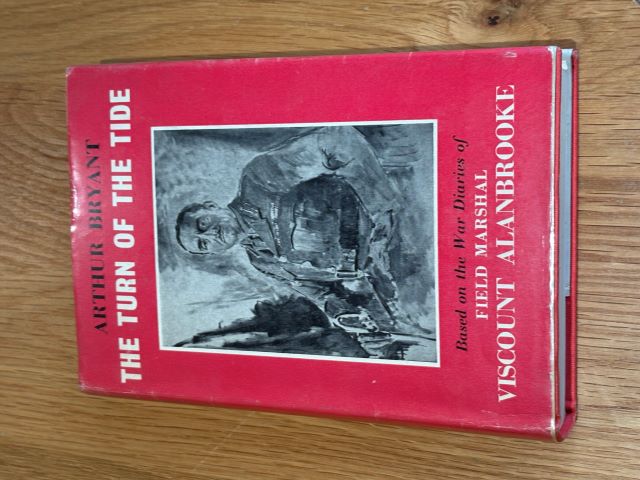 ARTHUR BRYANT
THE TURN OF THE TIDE
Based on the War Diaries of
FIELD MARSHAL
VISCOUNT ALANBROOKE